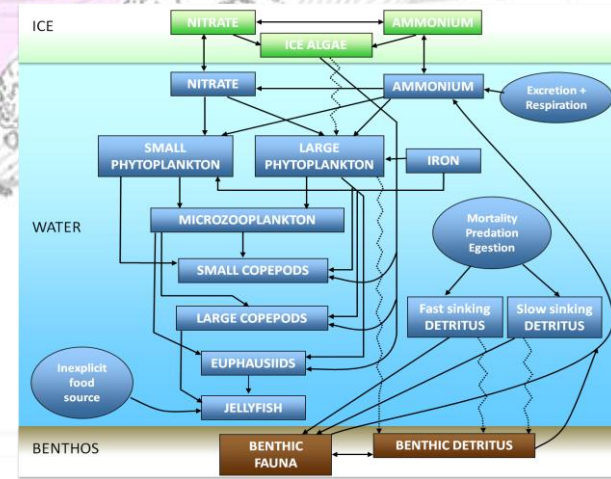 ICE
NITRATE
AMMONIUM
ICE ALGAE
NITRATE
AMMONIUM
Excretion +
Respiration
SMALL
PHYTOPLANKTON
LARGE
PHYTOPLANKTON
IRON
WATER
MICROZOOPLANKTON
Mortality
Predation
Egestion
SMALL COPEPODS
LARGE COPEPODS
Fast sinking
DETRITUS
Slow sinking
DETRITUS
EUPHAUSIIDS
Inexplicit
food
source
JELLYFISH
BENTHOS
BENTHIC
FAUNA
BENTHIC DETRITUS